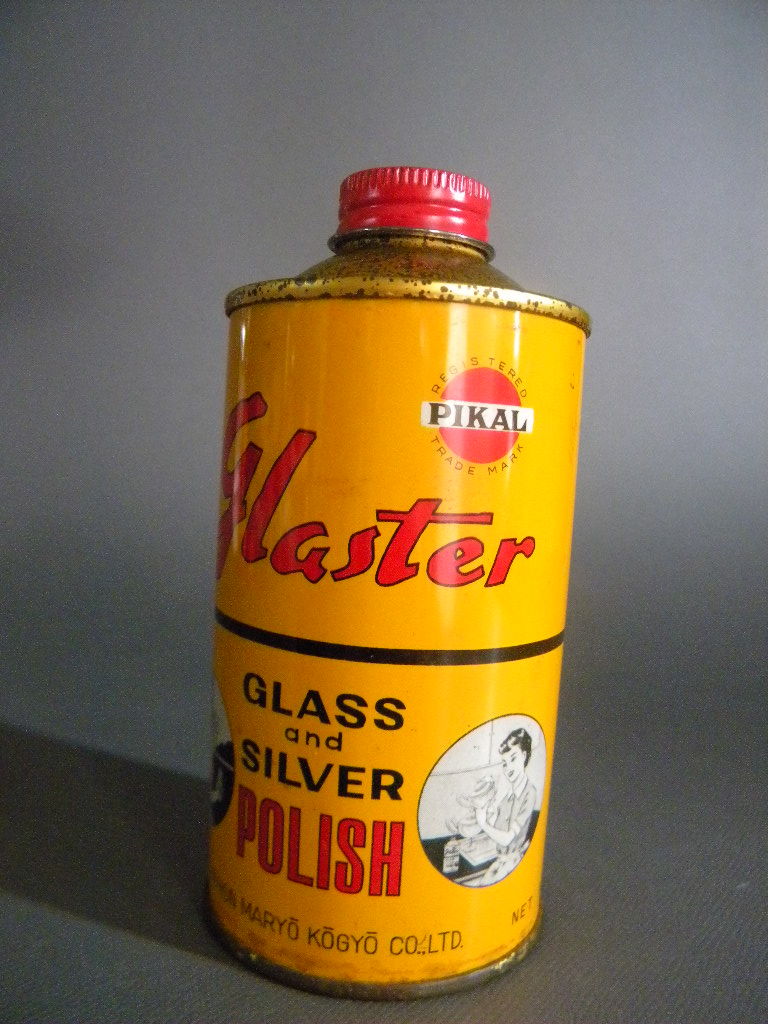 REGISTERED
PIKAL
TRADE MARK
Glaster
GLASS
and
SILVER
POLISH
MARYŌ KŌGYŌ CO.,LTD.
NET